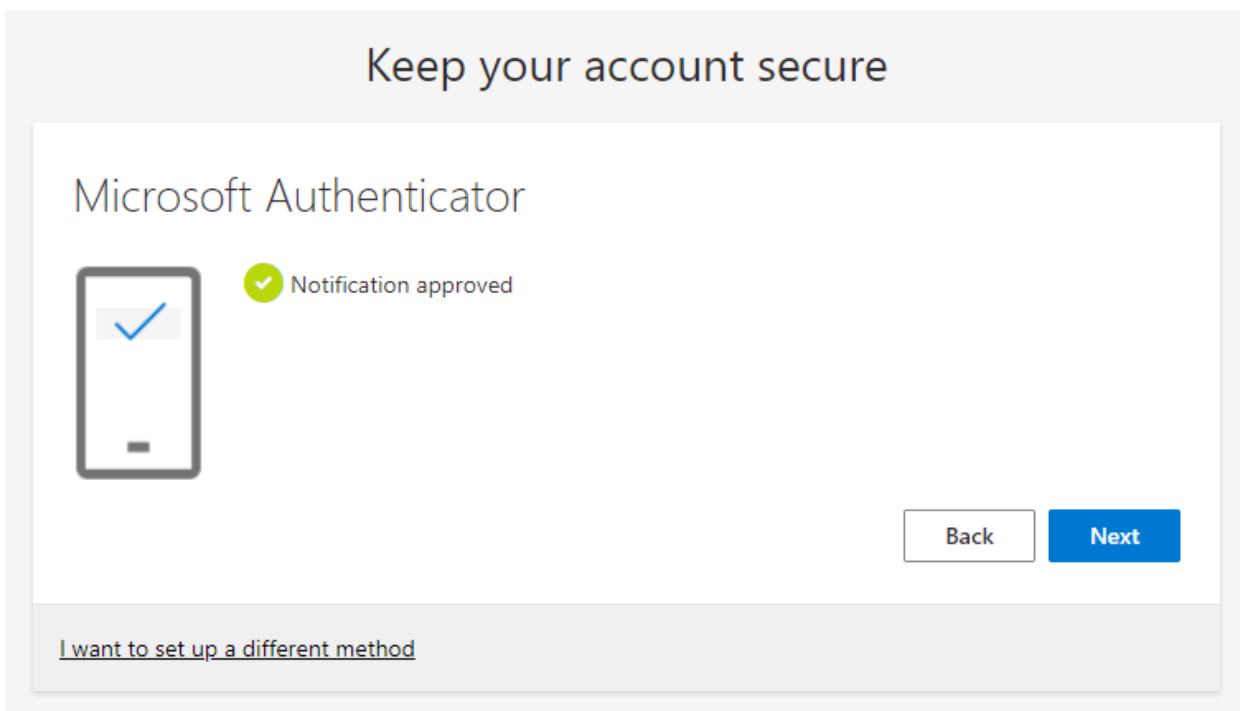 Keep your account secure
Microsoft Authenticator
Notification approved
Back
Next
I want to set up a different method